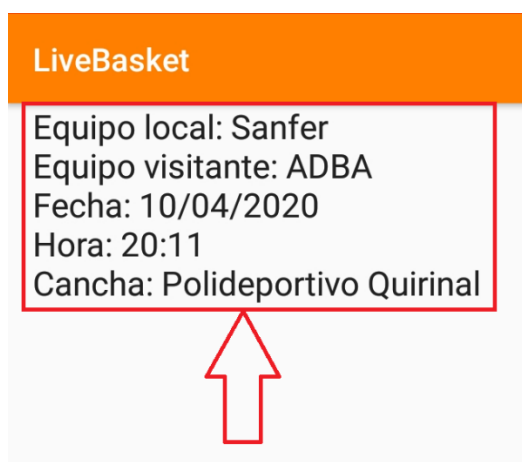 LiveBasket
Equipo local: Sanfer
Equipo visitante: ADBA
Fecha: 10/04/2020
Hora: 20:11
Cancha: Polideportivo Quirinal